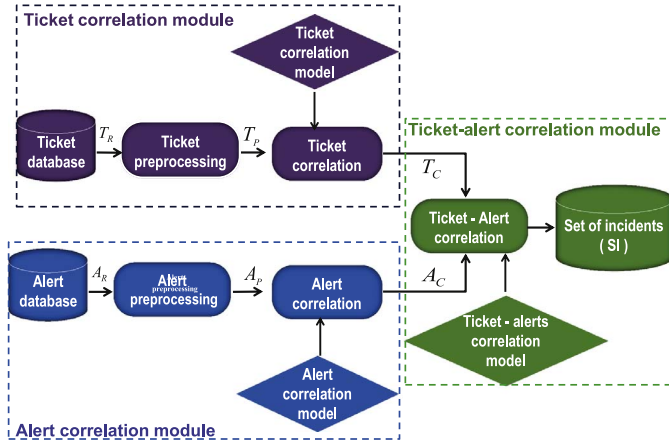 Ticket correlation module
Ticket
correlation
model
Ticket
database
T_R
Ticket
preprocessing
T_P
Ticket
correlation
T_C
Ticket-alert correlation module
Ticket - Alert
correlation
Set of incidents
( SI )
Ticket - alerts
correlation
model
Alert
database
A_R
Alert
preprocessing
preprocessing
A_P
Alert
correlation
A_C
Alert
correlation
model
Alert correlation module